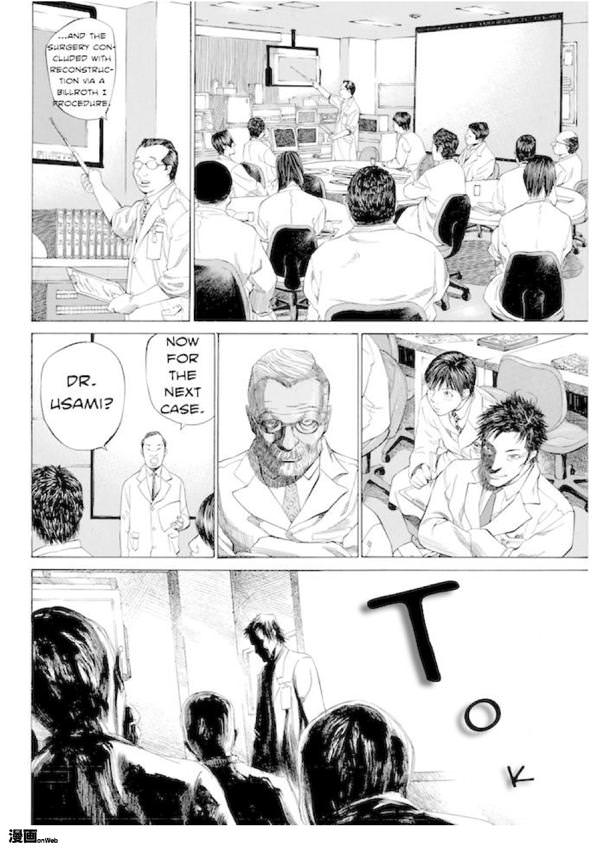 ...AND THE
SURGERY CON-
CLUDED WITH
RECONSTRUC-
TION VIA A
BILLROTH I
PROCEDURE.
NOW
FOR
THE
NEXT
CASE.
DR.
USAMI?
TOK
漫画onWeb